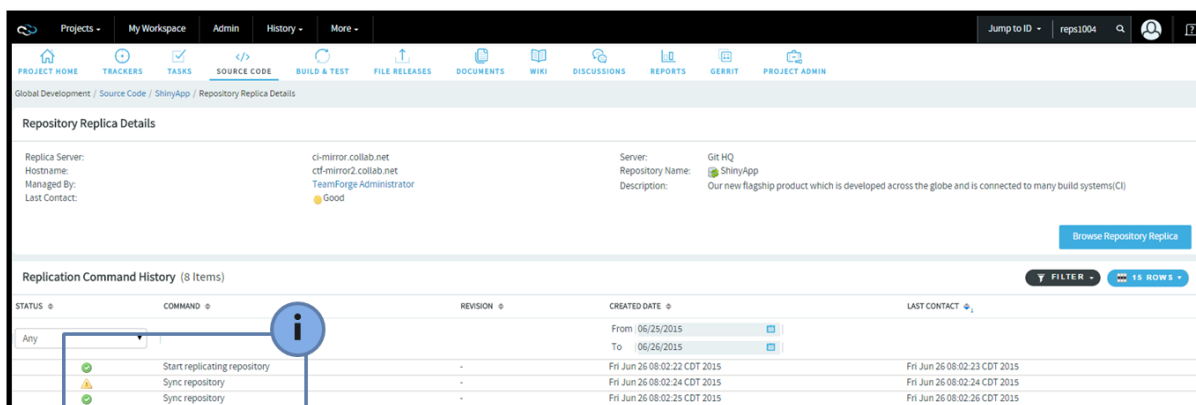 Projects My Workspace Admin History More Jump to ID reps1004
PROJECT HOME TRACKERS TASKS SOURCE CODE BUILD & TEST FILE RELEASES DOCUMENTS WIKI DISCUSSIONS REPORTS GERRIT PROJECT ADMIN
Global Development / Source Code / ShinyApp / Repository Replica Details
Repository Replica Details
Replica Server: ci-mirror.collab.net Server: Git HQ
Hostname: ctf-mirror2.collab.net Repository Name: ShinyApp
Managed By: TeamForge Administrator Description: Our new flagship product which is developed across the globe and is connected to many build systems(CI)
Last Contact: Good
Browse Repository Replica
Replication Command History (8 Items) FILTER 15 ROWS
STATUS COMMAND REVISION CREATED DATE LAST CONTACT 1
i
Any From 06/25/2015
To 06/26/2015
Start replicating repository - Fri Jun 26 08:02:22 CDT 2015 Fri Jun 26 08:02:23 CDT 2015
Sync repository - Fri Jun 26 08:02:24 CDT 2015 Fri Jun 26 08:02:24 CDT 2015
Sync repository - Fri Jun 26 08:02:25 CDT 2015 Fri Jun 26 08:02:26 CDT 2015